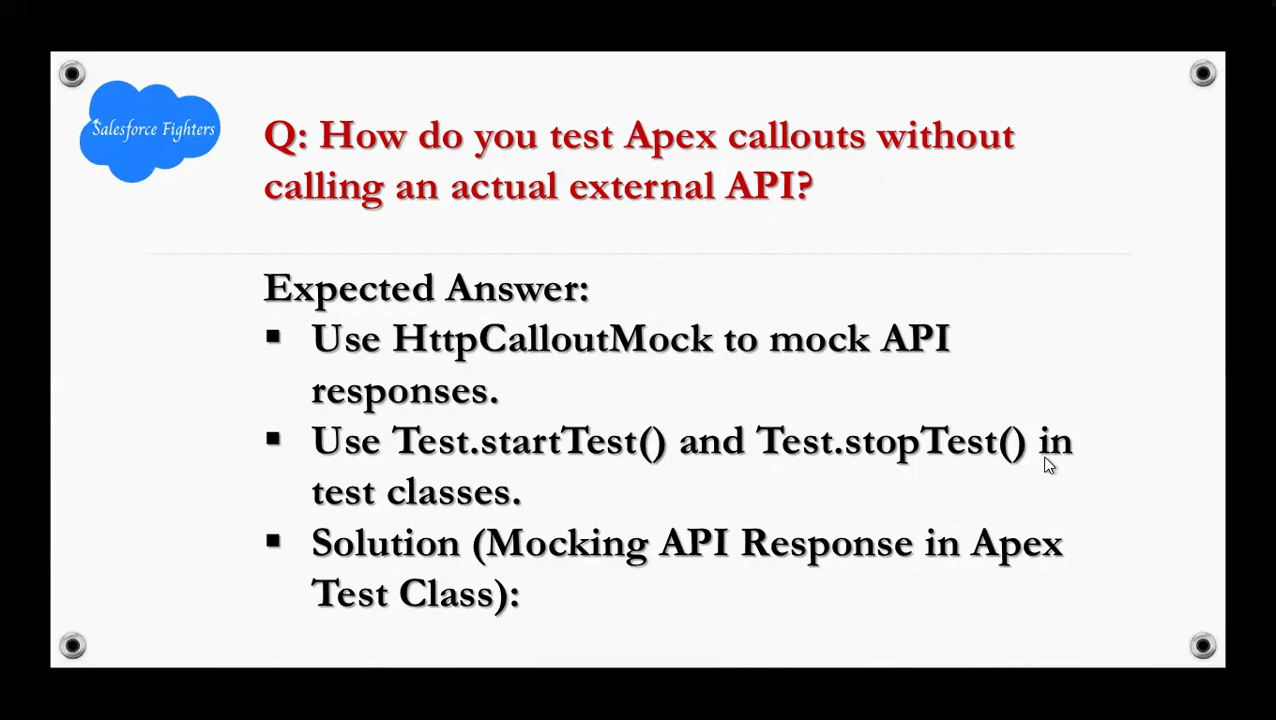 Salesforce Fighters
Q: How do you test Apex callouts without
calling an actual external API?
Expected Answer:
▪ Use HttpCalloutMock to mock API
responses.
▪ Use Test.startTest() and Test.stopTest() in
test classes.
▪ Solution (Mocking API Response in Apex
Test Class):